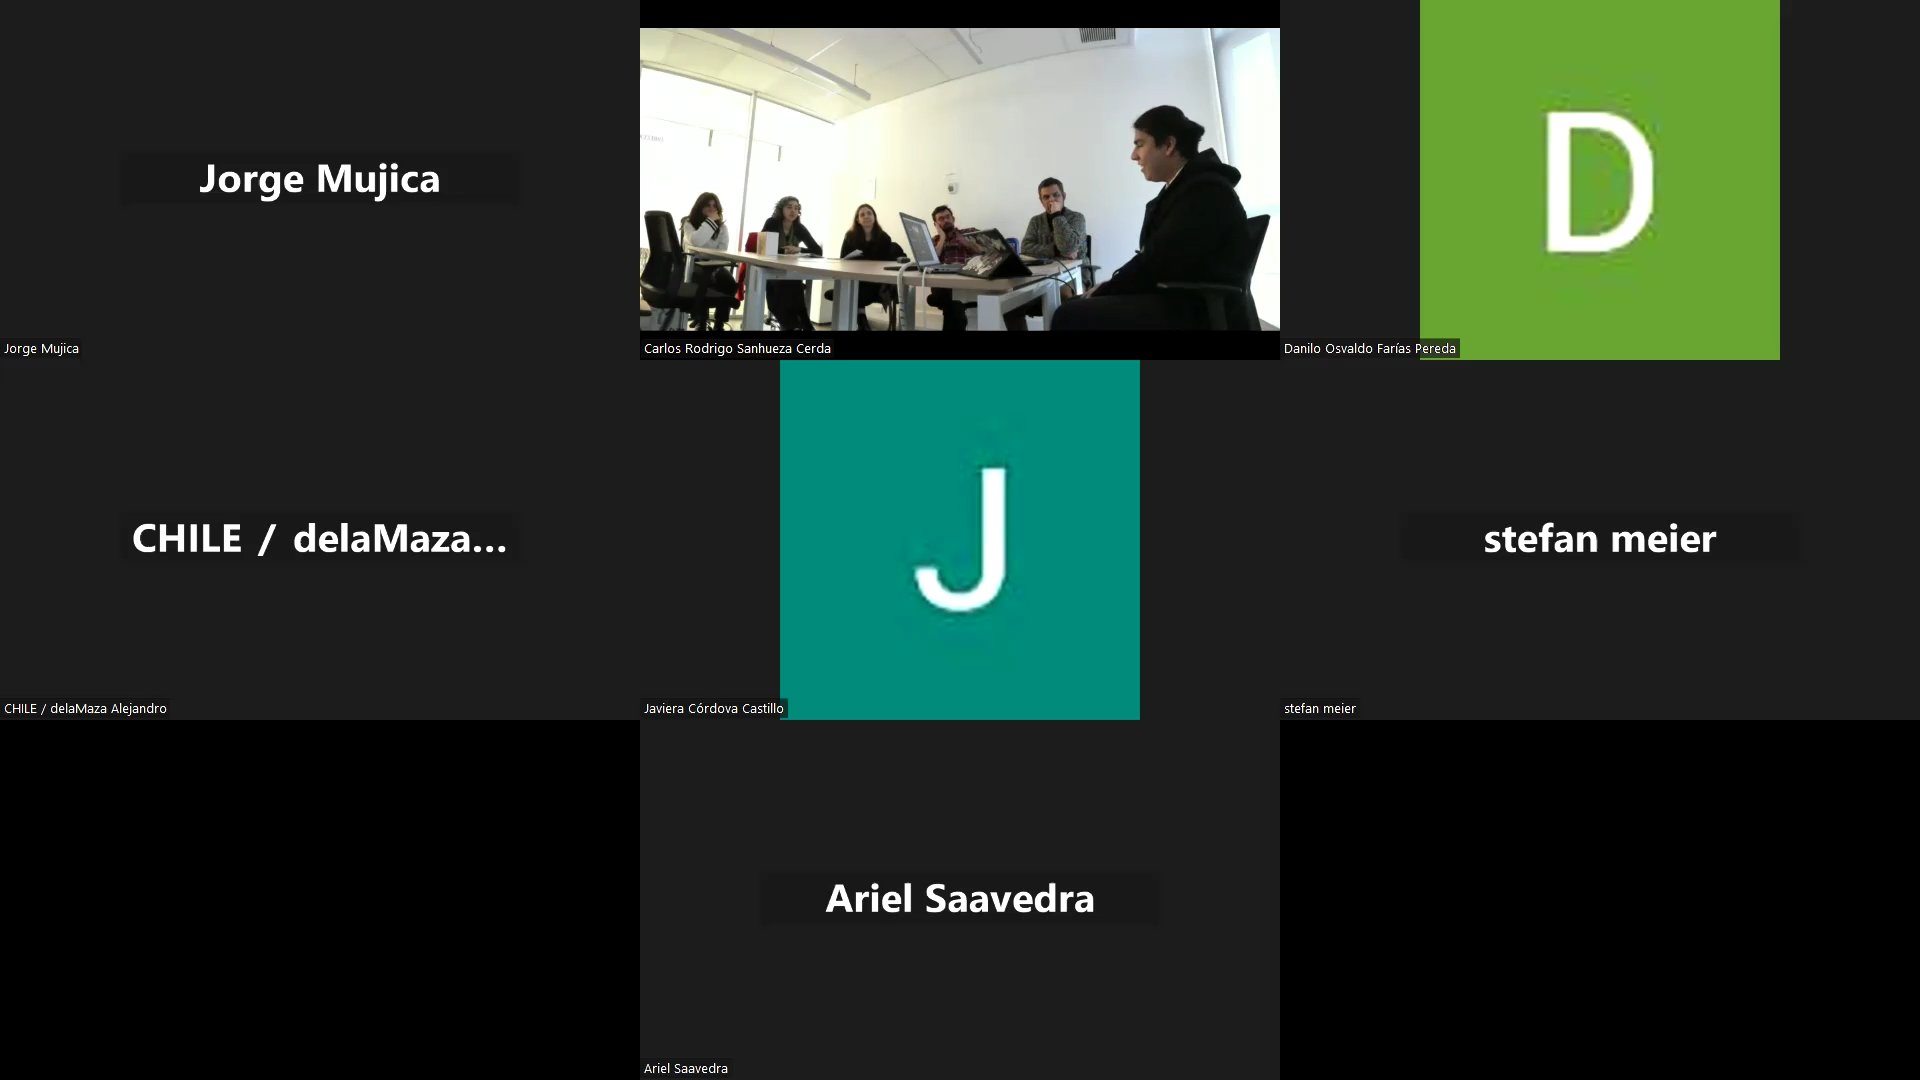 Jorge Mujica
Jorge Mujica
Carlos Rodrigo Sanhueza Cerda
D
Danilo Osvaldo Farías Pereda
CHILE / delaMaza...
CHILE / delaMaza Alejandro
J
Javiera Córdova Castillo
stefan meier
stefan meier
Ariel Saavedra
Ariel Saavedra